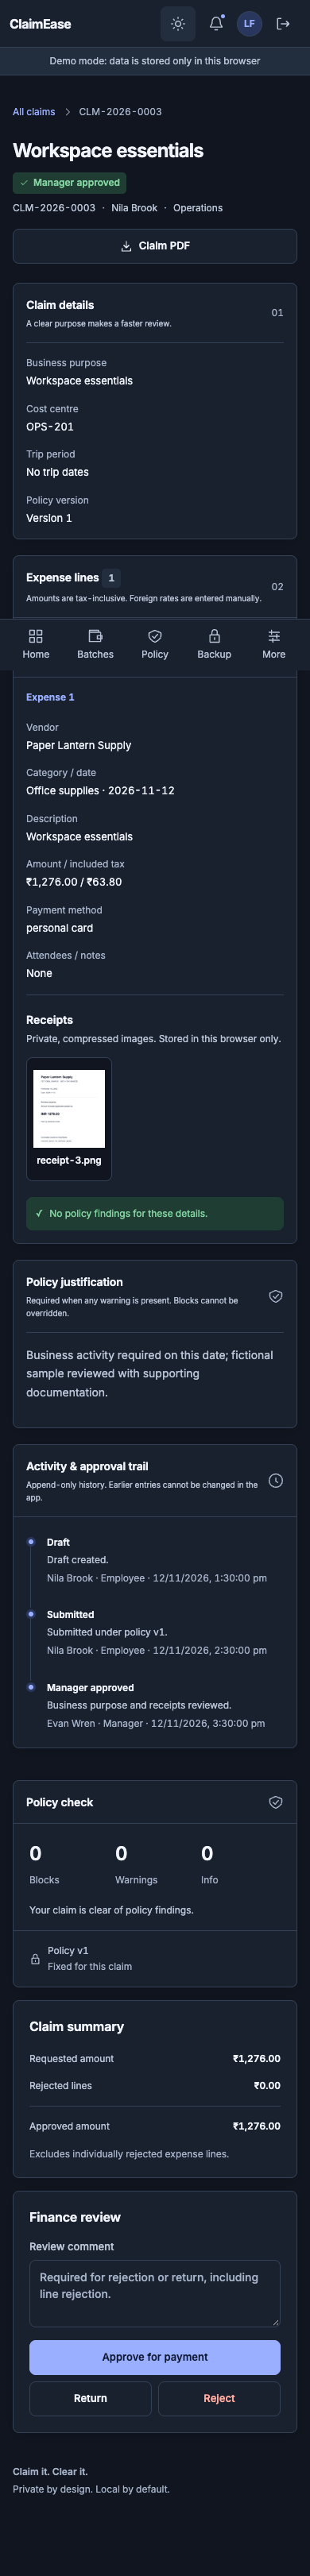 ClaimEase
LF
Demo mode: data is stored only in this browser
All claims > CLM-2026-0003
Workspace essentials
✓ Manager approved
CLM-2026-0003 · Nila Brook · Operations
Claim PDF
Claim details
A clear purpose makes a faster review.
01
Business purpose
Workspace essentials
Cost centre
OPS-201
Trip period
No trip dates
Policy version
Version 1
Expense lines 1
Amounts are tax-inclusive. Foreign rates are entered manually.
02
Home
Batches
Policy
Backup
More
Expense 1
Vendor
Paper Lantern Supply
Category / date
Office supplies · 2026-11-12
Description
Workspace essentials
Amount / included tax
₹1,276.00 / ₹63.80
Payment method
personal card
Attendees / notes
None
Receipts
Private, compressed images. Stored in this browser only.
Paper Lantern Supply
receipt-3.png
✓ No policy findings for these details.
Policy justification
Required when any warning is present. Blocks cannot be
overridden.
Business activity required on this date; fictional
sample reviewed with supporting
documentation.
Activity & approval trail
Append-only history. Earlier entries cannot be changed in the
app.
Draft
Draft created.
Nila Brook · Employee · 12/11/2026, 1:30:00 pm
Submitted
Submitted under policy v1.
Nila Brook · Employee · 12/11/2026, 2:30:00 pm
Manager approved
Business purpose and receipts reviewed.
Evan Wren · Manager · 12/11/2026, 3:30:00 pm
Policy check
0 0 0
Blocks Warnings Info
Your claim is clear of policy findings.
Policy v1
Fixed for this claim
Claim summary
Requested amount ₹1,276.00
Rejected lines ₹0.00
Approved amount ₹1,276.00
Excludes individually rejected expense lines.
Finance review
Review comment
Required for rejection or return, including
line rejection.
Approve for payment
Return
Reject
Claim it. Clear it.
Private by design. Local by default.